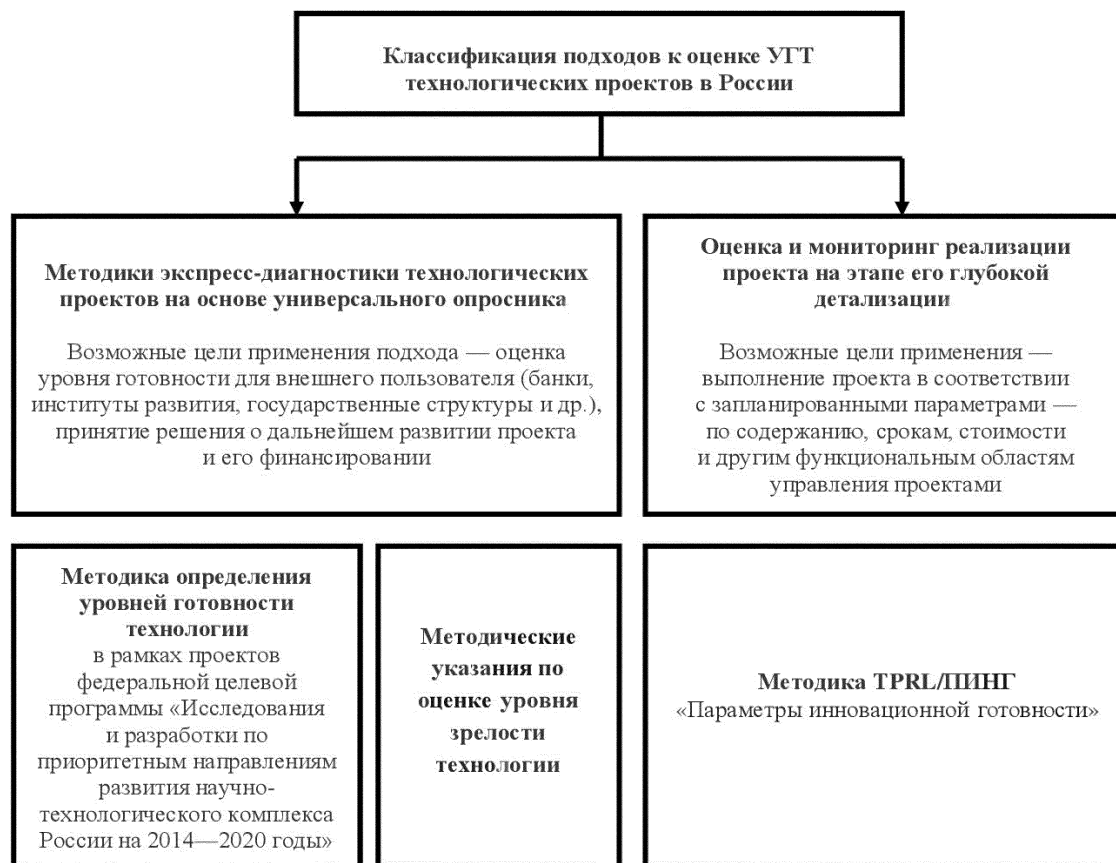 Классификация подходов к оценке УГТ
технологических проектов в России
Методики экспресс-диагностики технологических
проектов на основе универсального опросника
Возможные цели применения подхода — оценка
уровня готовности для внешнего пользователя (банки,
институты развития, государственные структуры и др.),
принятие решения о дальнейшем развитии проекта
и его финансировании
Оценка и мониторинг реализации
проекта на этапе его глубокой
детализации
Возможные цели применения —
выполнение проекта в соответствии
с запланированными параметрами —
по содержанию, срокам, стоимости
и другим функциональным областям
управления проектами
Методика определения
уровней готовности
технологии
в рамках проектов
федеральной целевой
программы «Исследования
и разработки по
приоритетным направлениям
развития научно-
технологического комплекса
России на 2014—2020 годы»
Методические
указания по
оценке уровня
зрелости
технологии
Методика TPRL/ПИНГ
«Параметры инновационной готовности»